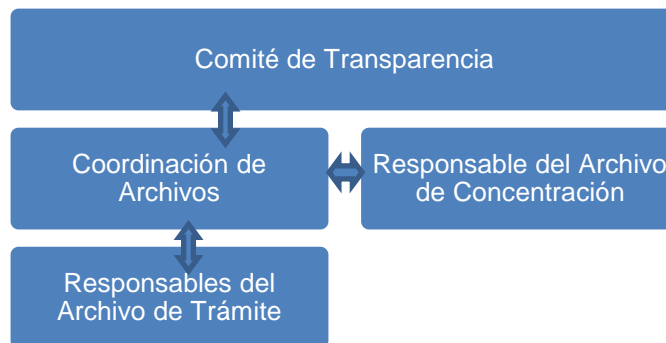 Comité de Transparencia
Coordinación de
Archivos
Responsable del Archivo
de Concentración
Responsables del
Archivo de Trámite